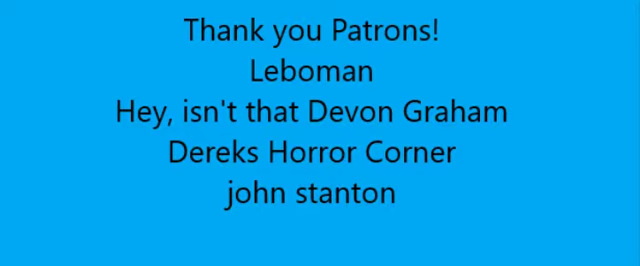 Thank you Patrons!
Leboman
Hey, isn't that Devon Graham
Dereks Horror Corner
john stanton